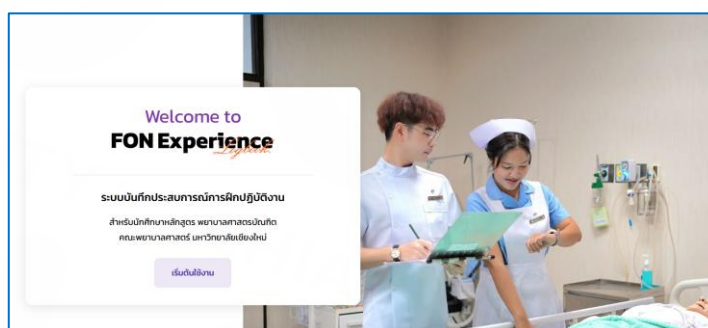 Welcome to
FON Experience
Logbook
ระบบบันทึกประสบการณ์การฝึกปฏิบัติงาน
สำหรับนักศึกษาหลักสูตร พยาบาลศาสตรบัณฑิต
คณะพยาบาลศาสตร์ มหาวิทยาลัยเชียงใหม่
เริ่มต้นใช้งาน